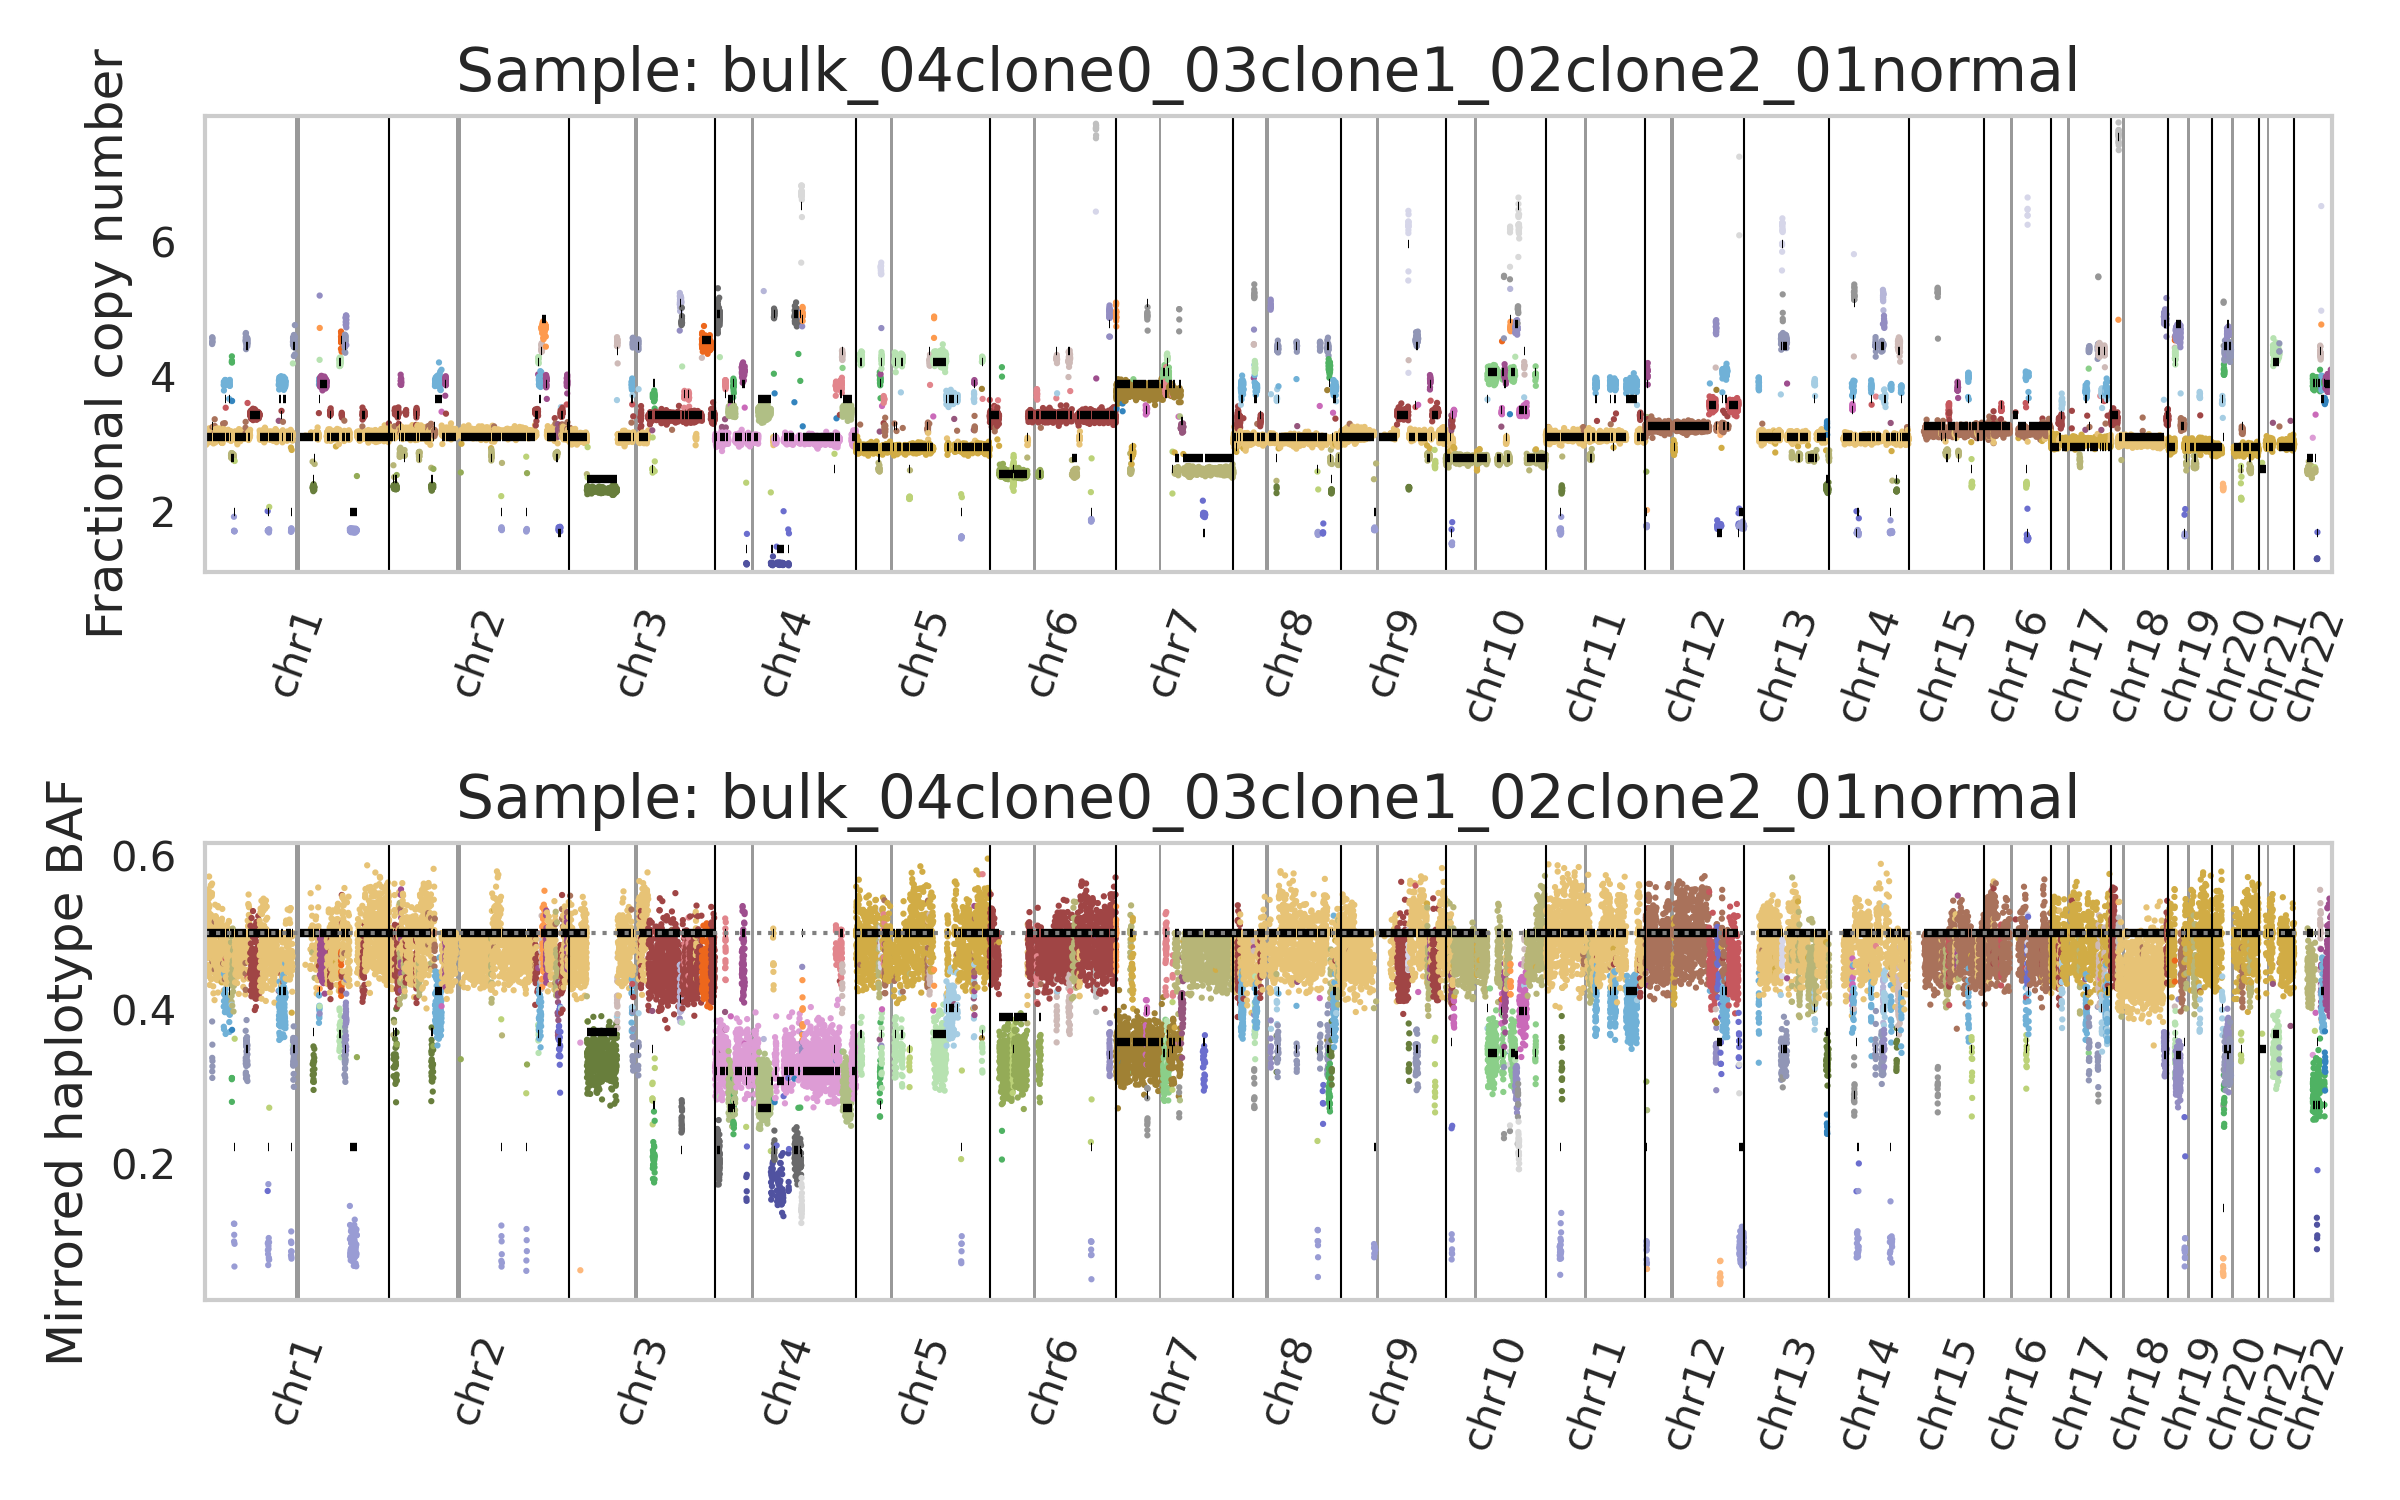 Sample: bulk_04clone0_03clone1_02clone2_01normal
Fractional copy number
6
4
2
chr1
chr2
chr3
chr4
chr5
chr6
chr7
chr8
chr9
chr10
chr11
chr12
chr13
chr14
chr15
chr16
chr17
chr18
chr19
chr20
chr21
chr22
Sample: bulk_04clone0_03clone1_02clone2_01normal
Mirrored haplotype BAF
0.6
0.4
0.2
chr1
chr2
chr3
chr4
chr5
chr6
chr7
chr8
chr9
chr10
chr11
chr12
chr13
chr14
chr15
chr16
chr17
chr18
chr19
chr20
chr21
chr22